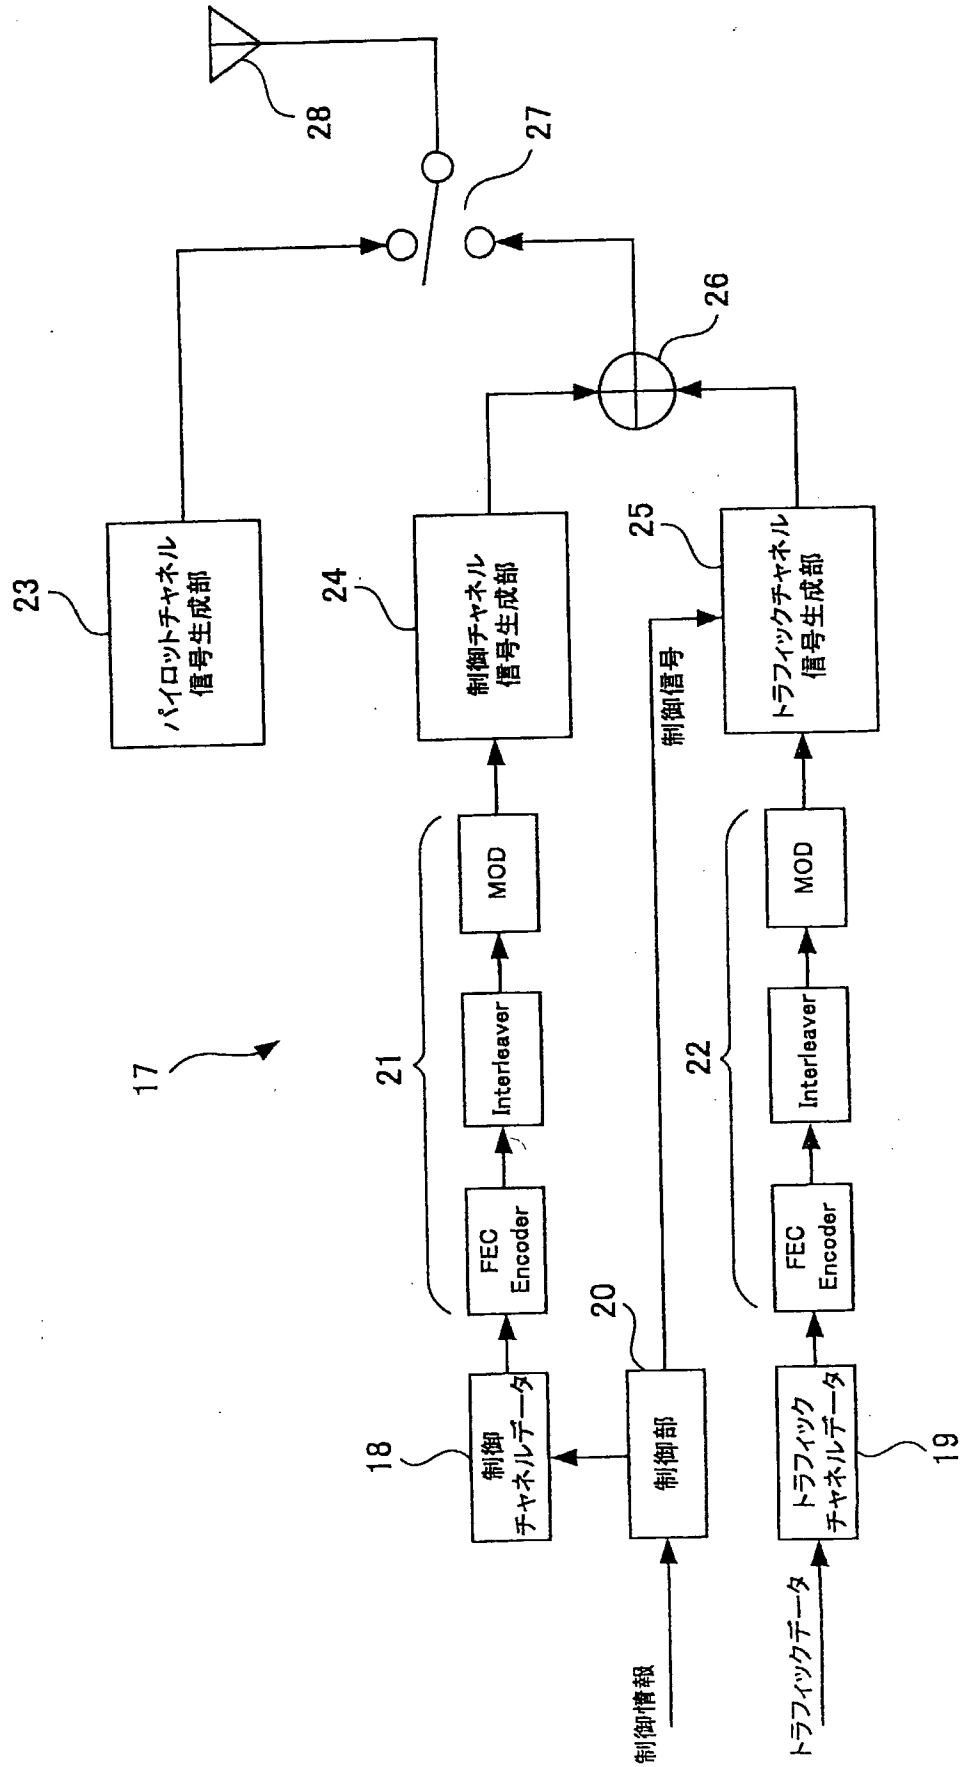 17
23
パイロットチャネル
信号生成部
28
27
18
制御
チャネルデータ
21
FEC
Encoder
Interleaver
MOD
24
制御チャネル
信号生成部
26
制御情報
制御部
20
制御信号
トラフィックデータ
トラフィック
チャネルデータ
19
22
FEC
Encoder
Interleaver
MOD
25
トラフィックチャネル
信号生成部